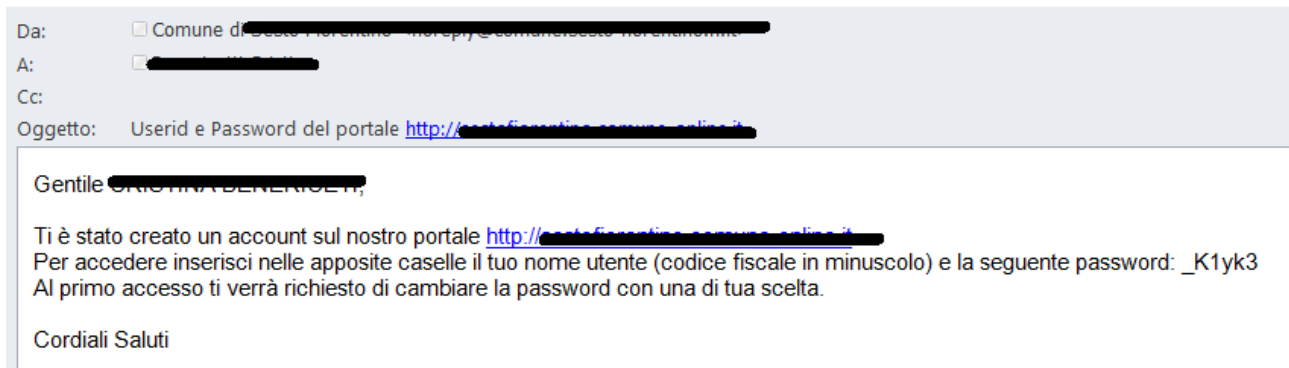 Da: Comune di
A:
Cc:
Oggetto: Userid e Password del portale http://
Gentile
Ti è stato creato un account sul nostro portale http://
Per accedere inserisci nelle apposite caselle il tuo nome utente (codice fiscale in minuscolo) e la seguente password: _K1yk3
Al primo accesso ti verrà richiesto di cambiare la password con una di tua scelta.
Cordiali Saluti